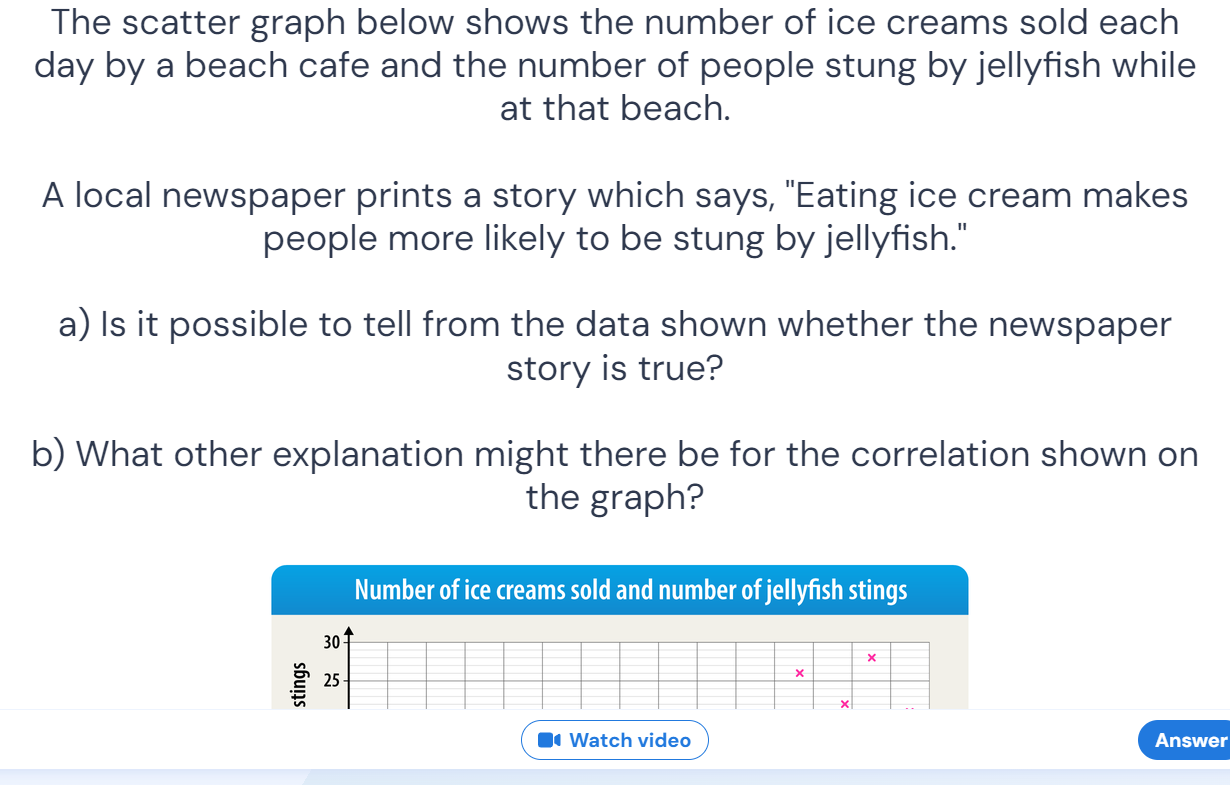 The scatter graph below shows the number of ice creams sold each
day by a beach cafe and the number of people stung by jellyfish while
at that beach.
A local newspaper prints a story which says, "Eating ice cream makes
people more likely to be stung by jellyfish."
a) Is it possible to tell from the data shown whether the newspaper
story is true?
b) What other explanation might there be for the correlation shown on
the graph?
Number of ice creams sold and number of jellyfish stings
30
25
stings
Watch video
Answer